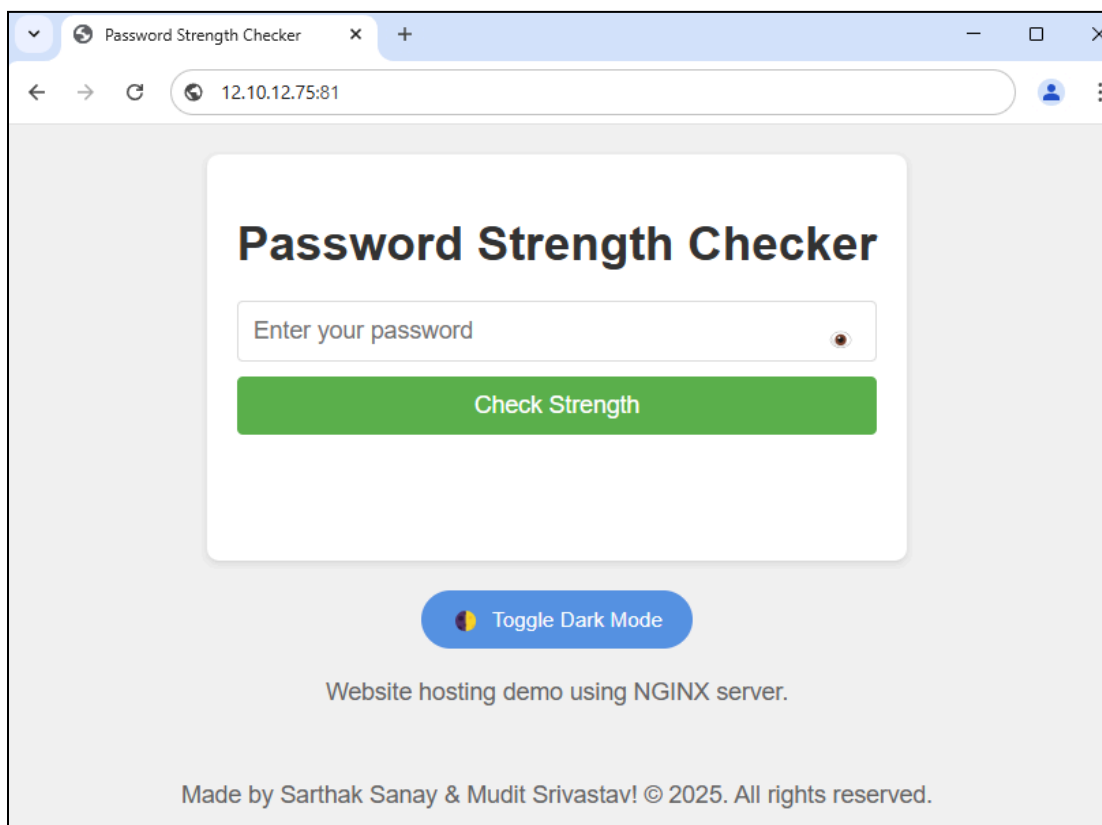 Password Strength Checker
12.10.12.75:81
Password Strength Checker
Enter your password
Check Strength
Toggle Dark Mode
Website hosting demo using NGINX server.
Made by Sarthak Sanay & Mudit Srivastav! © 2025. All rights reserved.